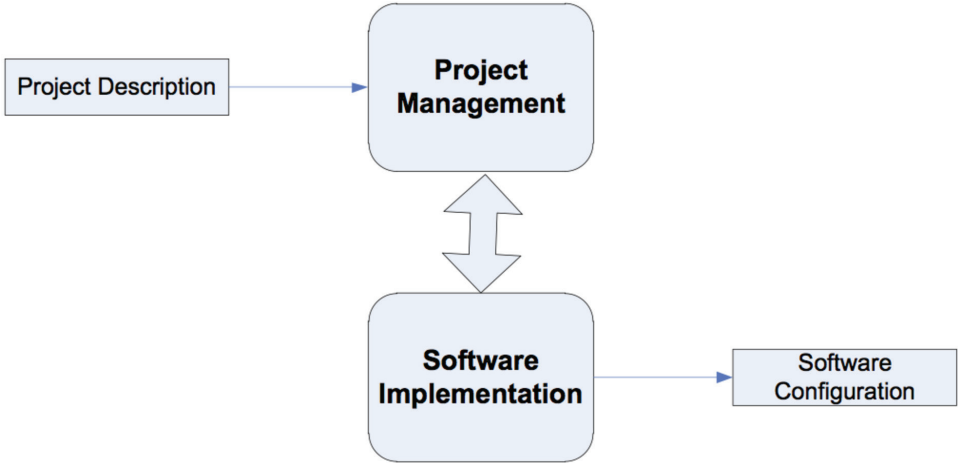 Project Description
Project
Management
Software
Implementation
Software
Configuration